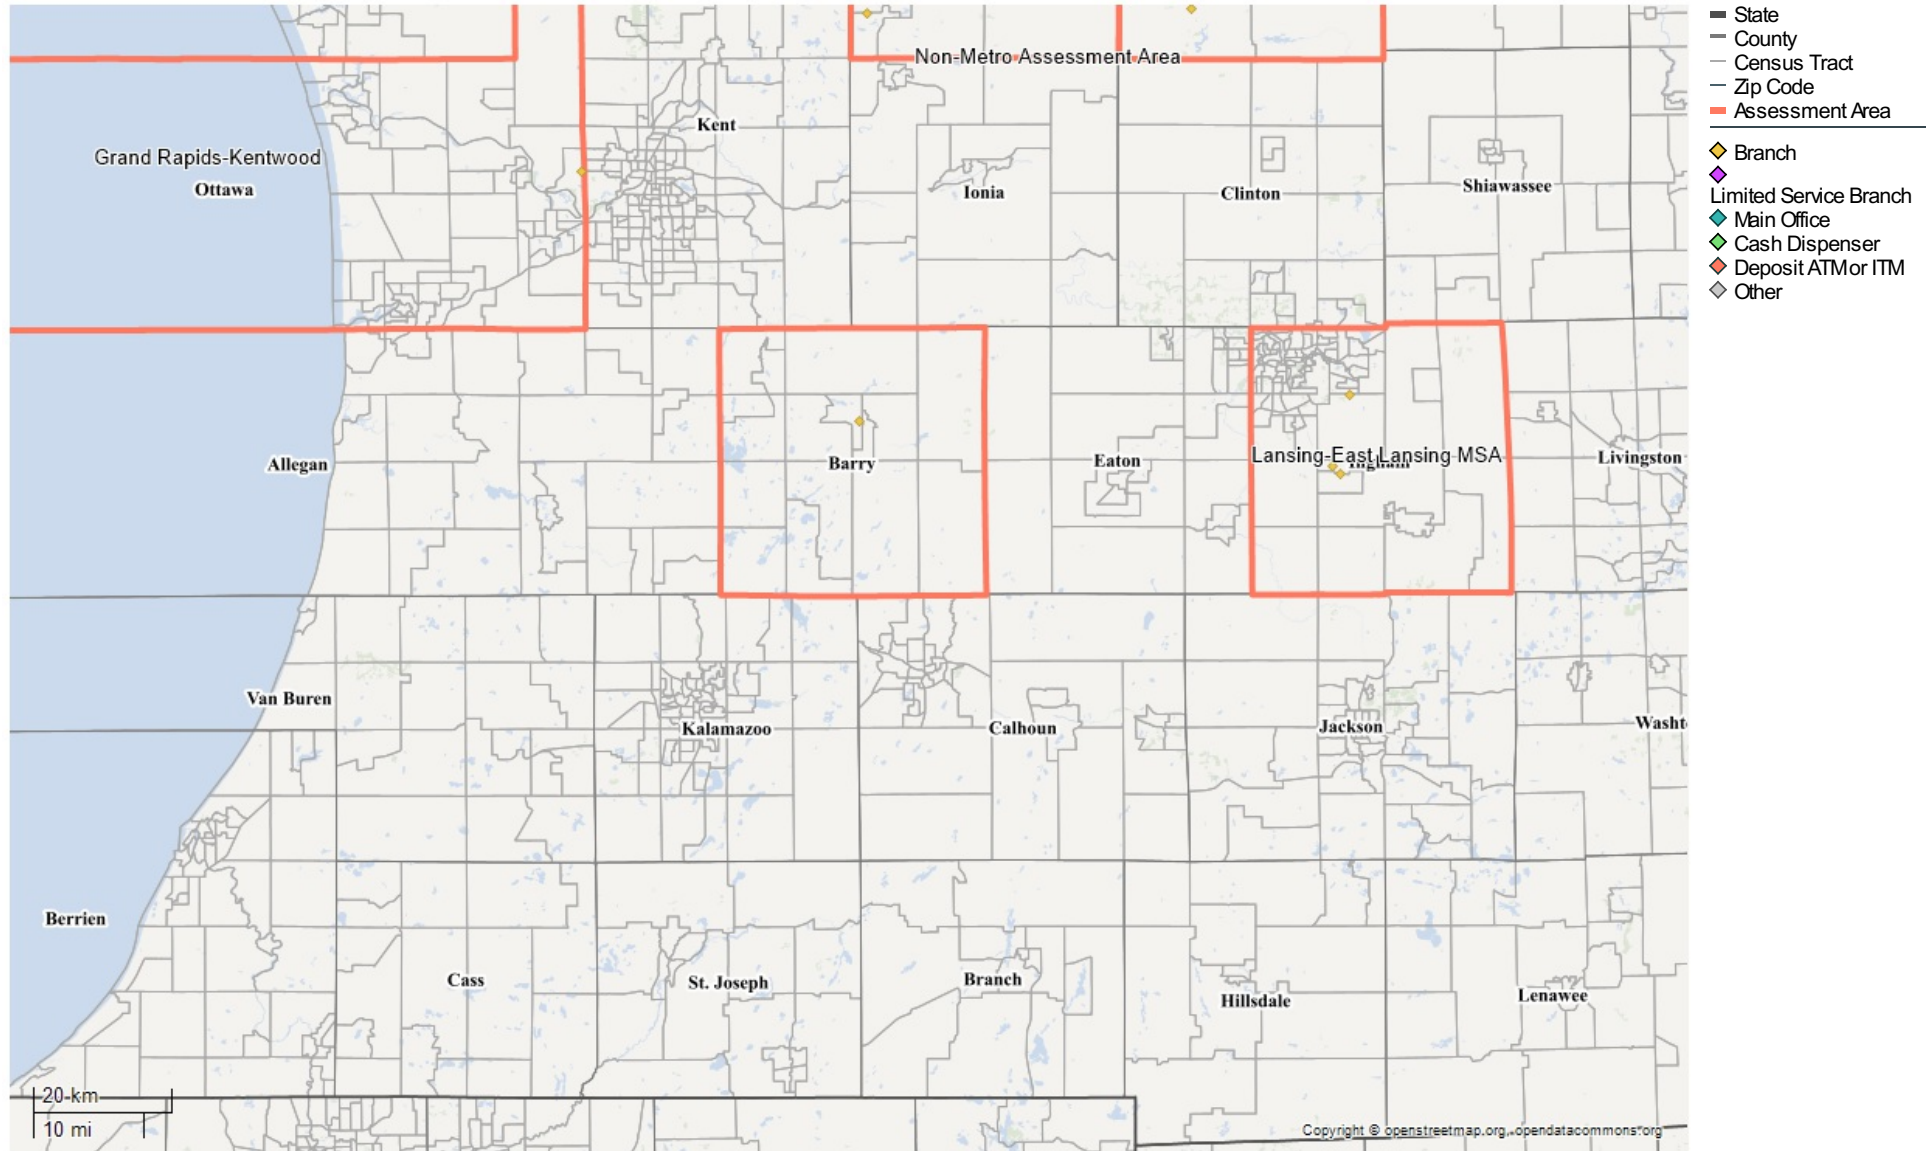 Non-Metro Assessment Area
Kent
Grand Rapids-Kentwood
Ottawa
Ionia
Clinton
Shiawassee
Allegan
Barry
Eaton
Lansing-East Lansing MSA
Ingham
Livingston
Van Buren
Kalamazoo
Calhoun
Jackson
Washt
Berrien
Cass
St. Joseph
Branch
Hillsdale
Lenawee
20 km
10 mi
Copyright © openstreetmap.org, opendatacommons.org
State
County
Census Tract
Zip Code
Assessment Area
Branch
Limited Service Branch
Main Office
Cash Dispenser
Deposit ATM or ITM
Other